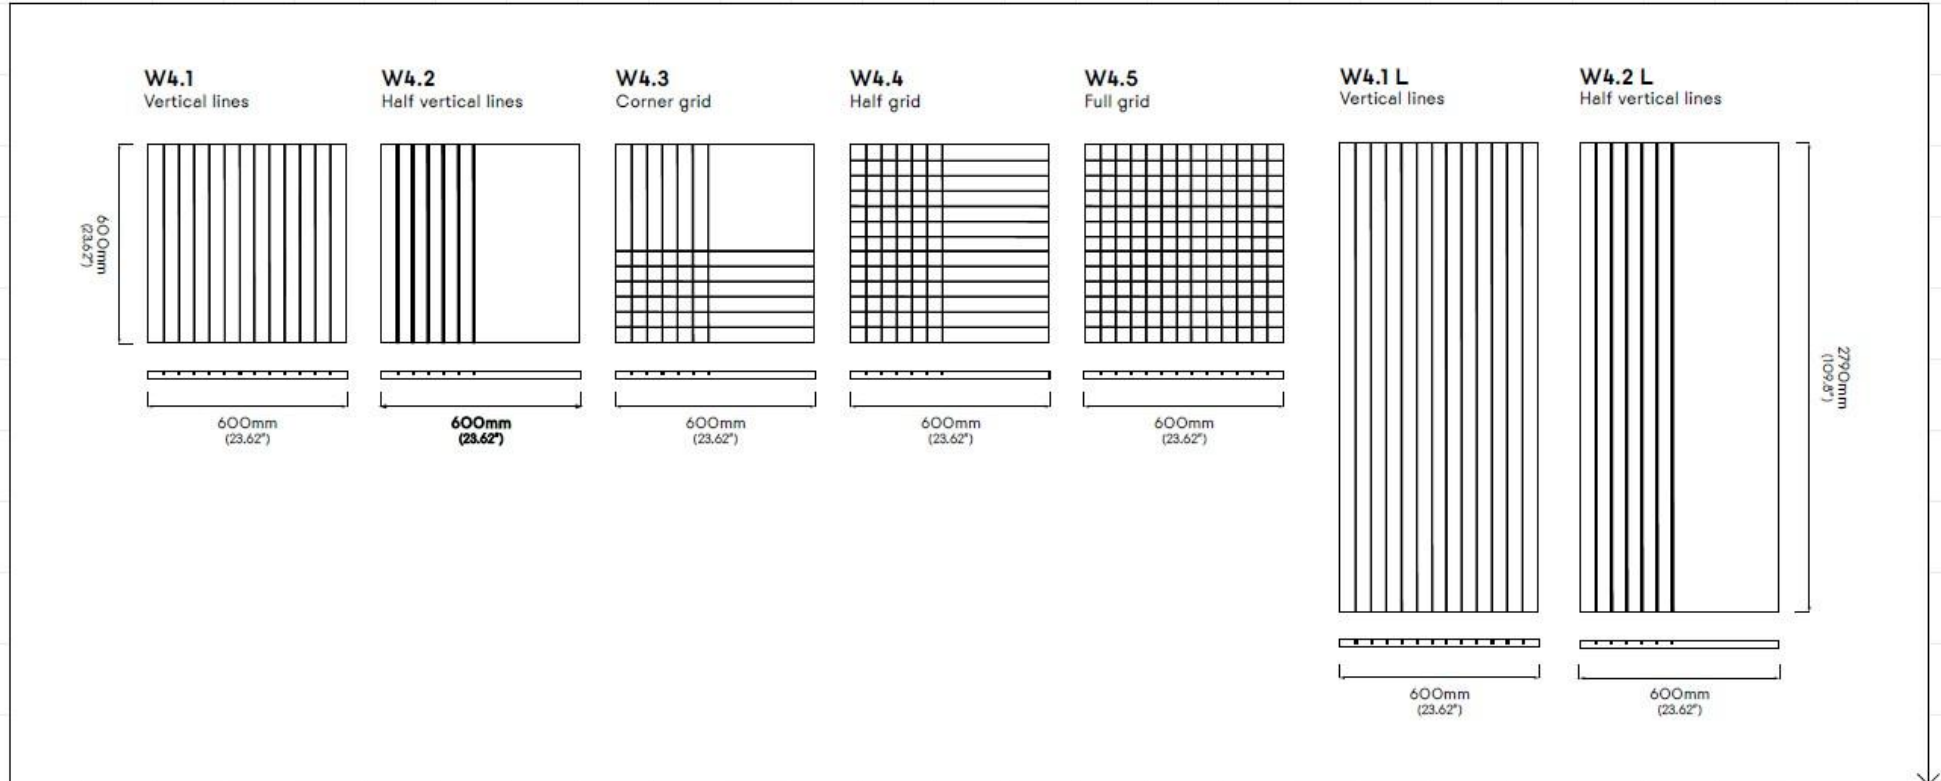 W4.1
Vertical lines
W4.2
Half vertical lines
W4.3
Corner grid
W4.4
Half grid
W4.5
Full grid
W4.1 L
Vertical lines
W4.2 L
Half vertical lines
600mm
(23.62")
600mm
(23.62")
600mm
(23.62")
600mm
(23.62")
600mm
(23.62")
600mm
(23.62")
2790mm
(109.8")
600mm
(23.62")
600mm
(23.62")